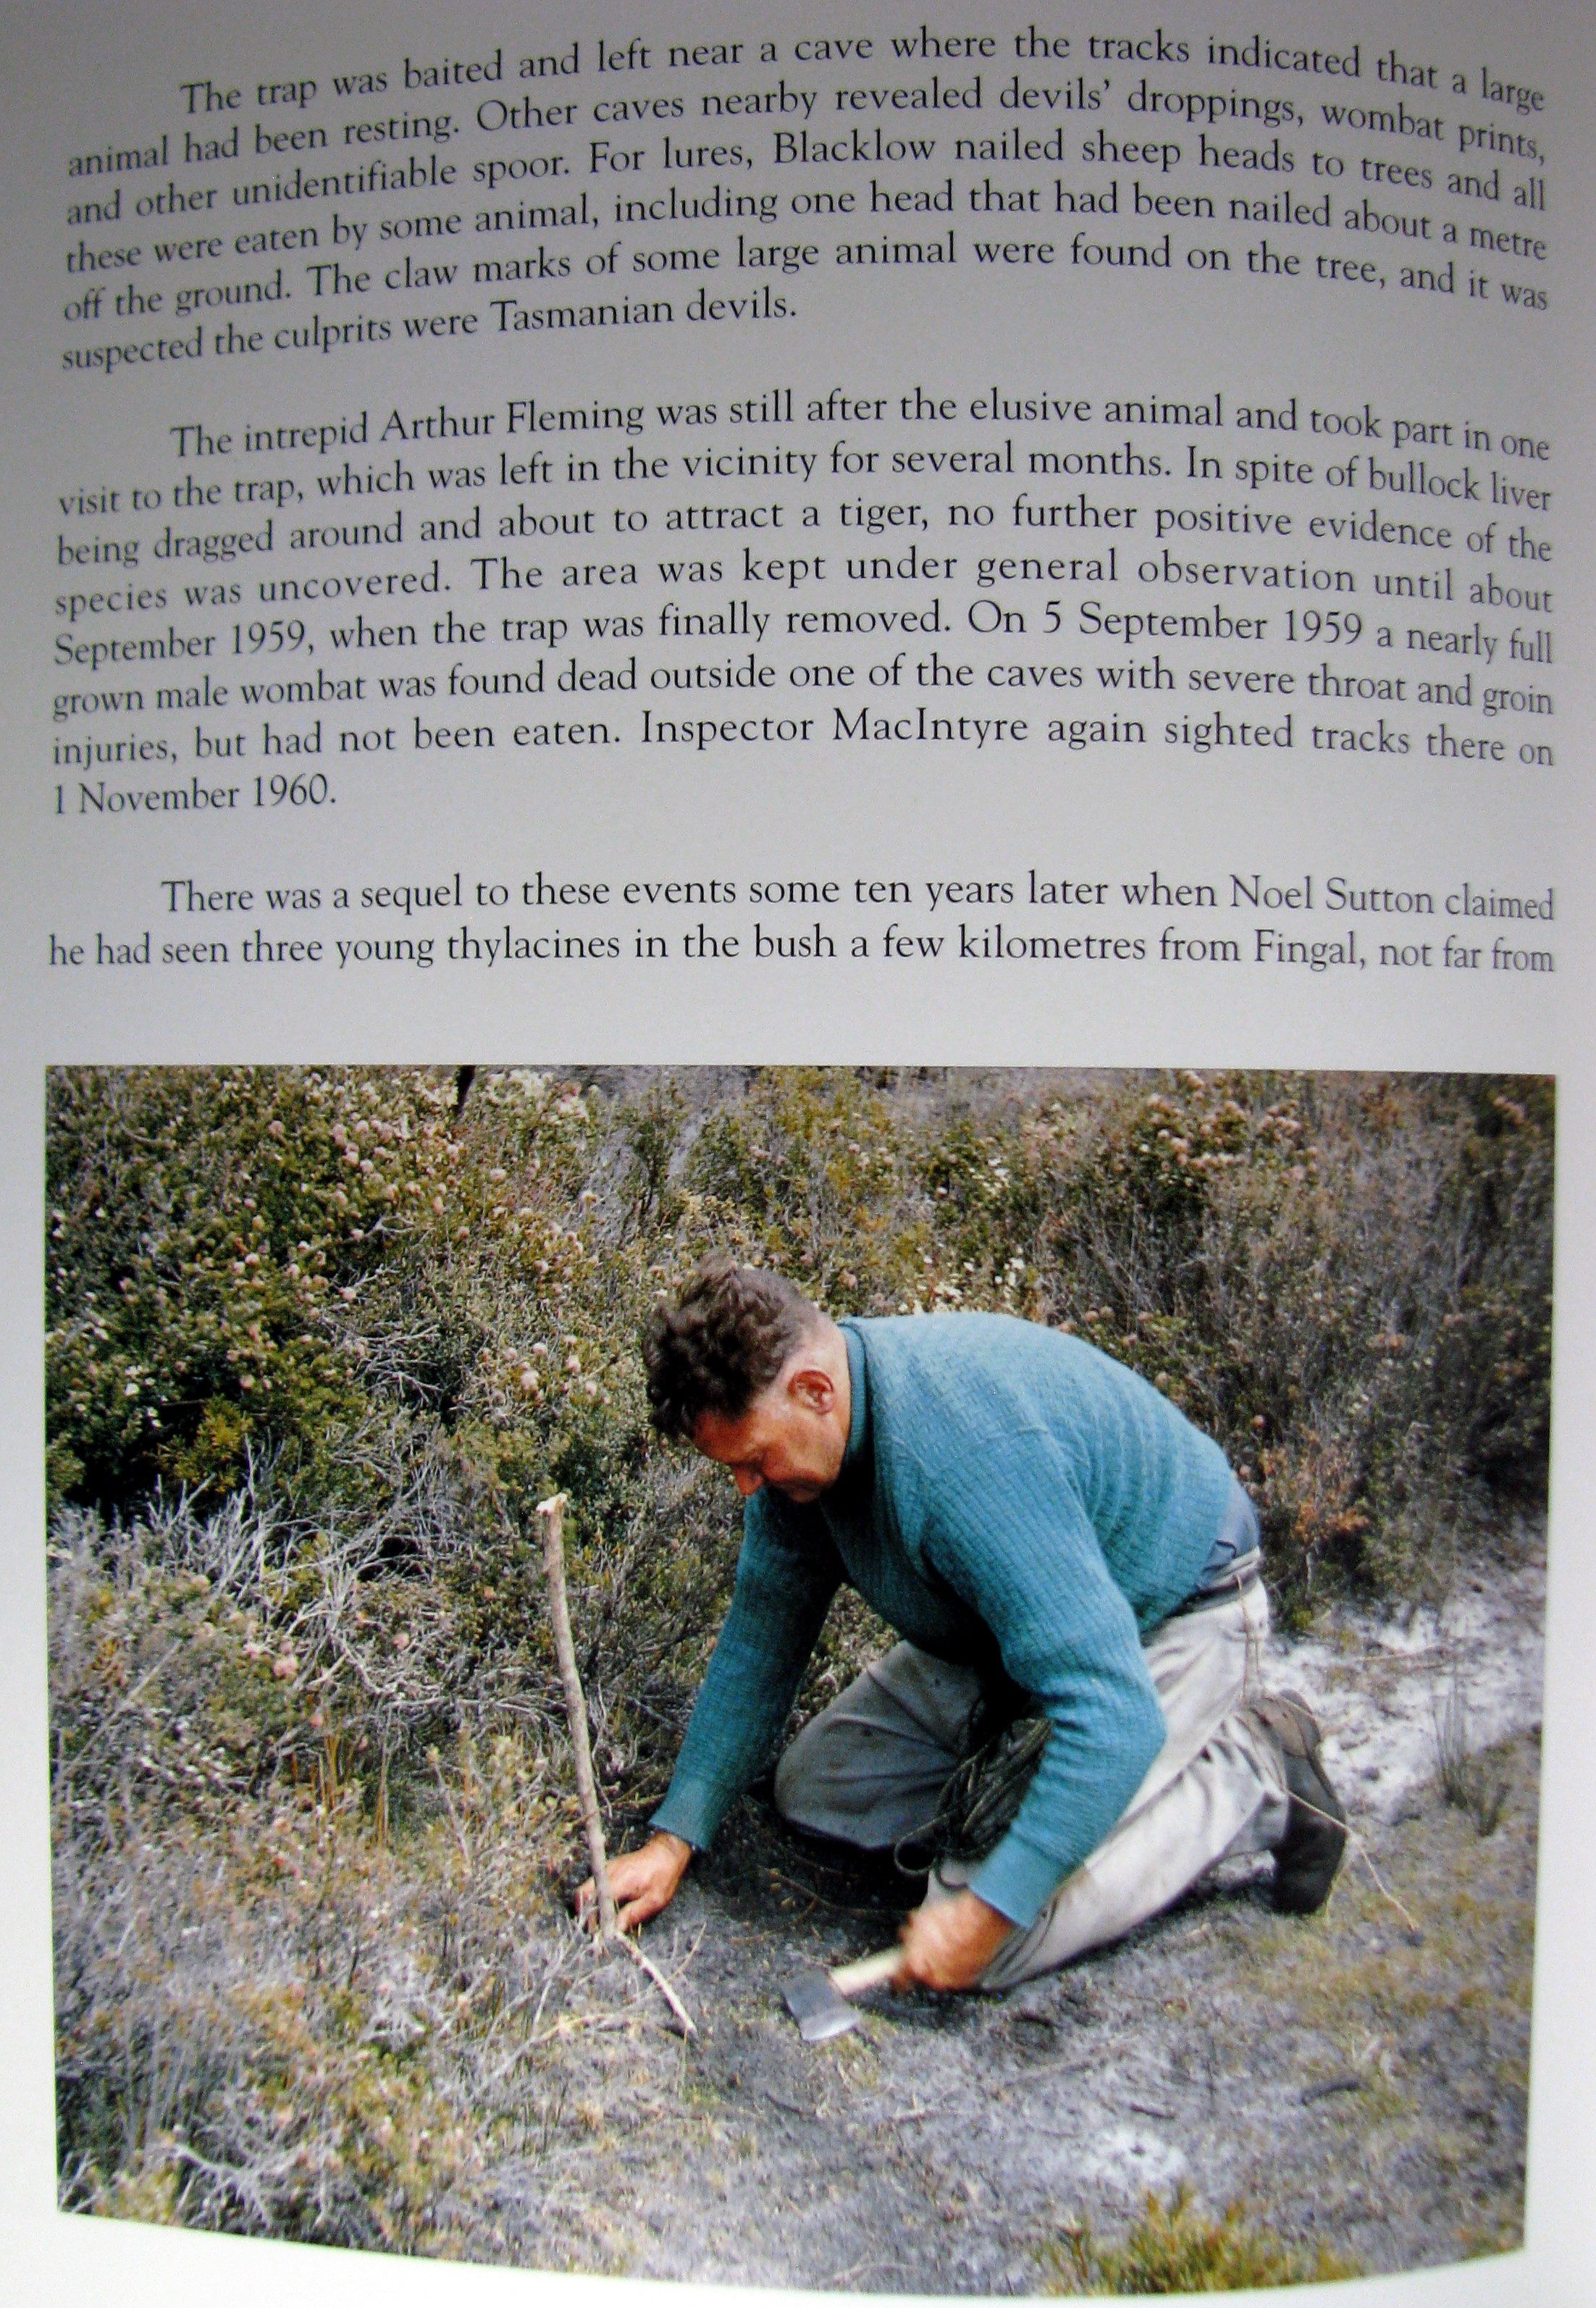 The trap was baited and left near a cave where the tracks indicated that a large
animal had been resting. Other caves nearby revealed devils' droppings, wombat prints,
and other unidentifiable spoor. For lures, Blacklow nailed sheep heads to trees and all
these were eaten by some animal, including one head that had been nailed about a metre
off the ground. The claw marks of some large animal were found on the tree, and it was
suspected the culprits were Tasmanian devils.
The intrepid Arthur Fleming was still after the elusive animal and took part in one
visit to the trap, which was left in the vicinity for several months. In spite of bullock liver
being dragged around and about to attract a tiger, no further positive evidence of the
species was uncovered. The area was kept under general observation until about
September 1959, when the trap was finally removed. On 5 September 1959 a nearly full
grown male wombat was found dead outside one of the caves with severe throat and groin
injuries, but had not been eaten. Inspector MacIntyre again sighted tracks there on
1 November 1960.
There was a sequel to these events some ten years later when Noel Sutton claimed
he had seen three young thylacines in the bush a few kilometres from Fingal, not far from